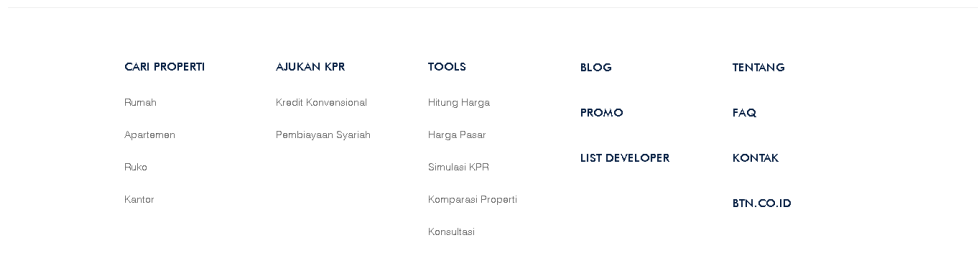 CARI PROPERTI
Rumah
Apartemen
Ruko
Kantor
AJUKAN KPR
Kredit Konvensional
Pembiayaan Syariah
TOOLS
Hitung Harga
Harga Pasar
Simulasi KPR
Komparasi Properti
Konsultasi
BLOG
PROMO
LIST DEVELOPER
TENTANG
FAQ
KONTAK
BTN.CO.ID